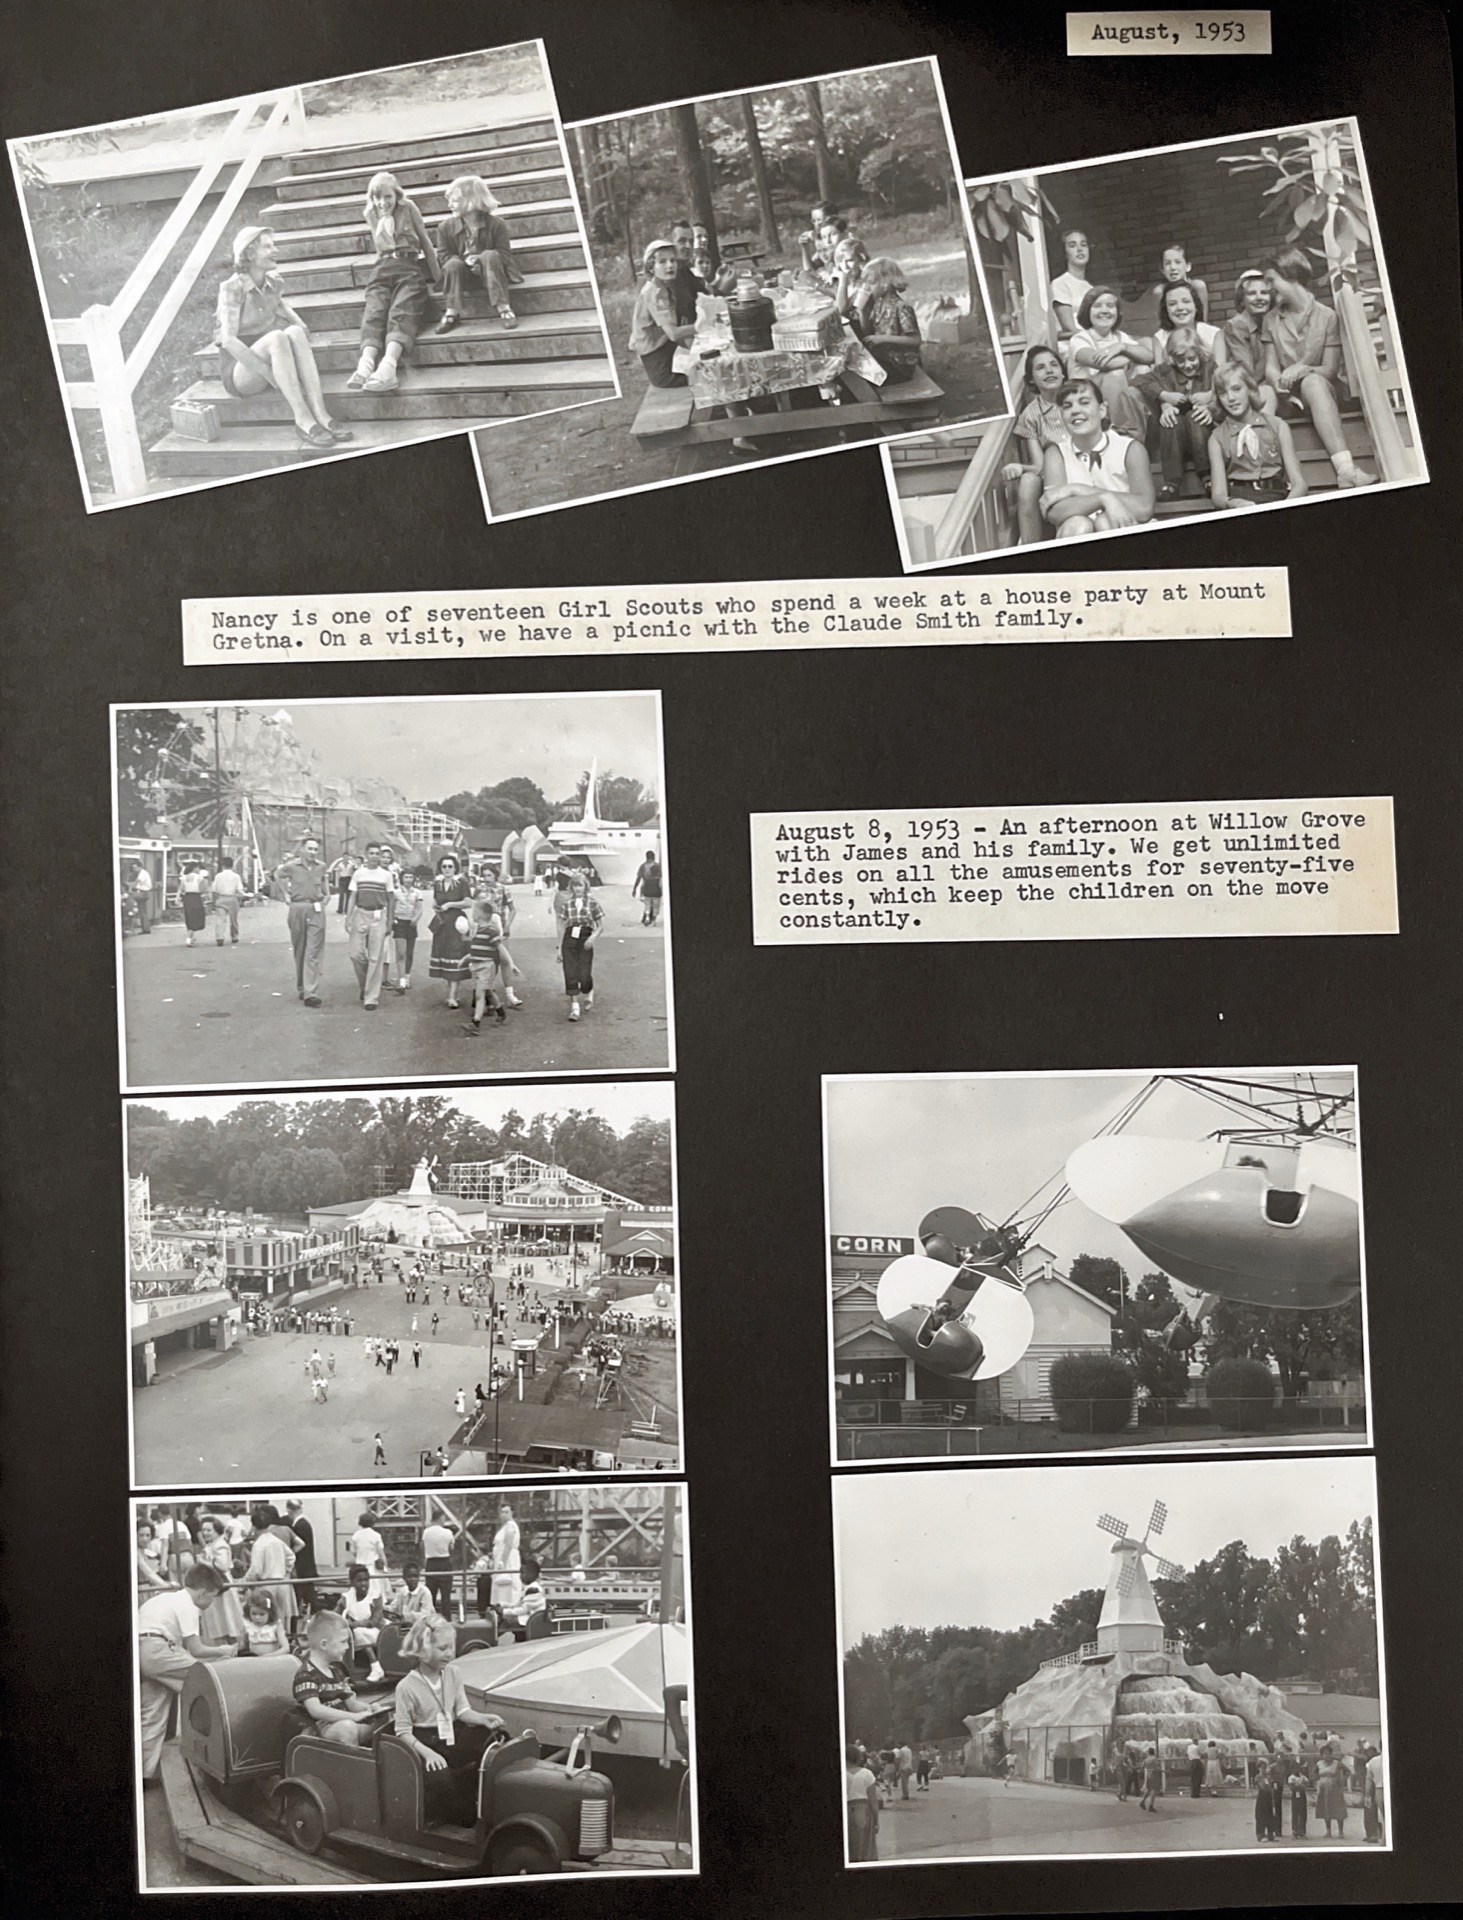 August, 1953
Nancy is one of seventeen Girl Scouts who spend a week at a house party at Mount
Gretna. On a visit, we have a picnic with the Claude Smith family.
August 8, 1953 - An afternoon at Willow Grove
with James and his family. We get unlimited
rides on all the amusements for seventy-five
cents, which keep the children on the move
constantly.
POP CORN
CORN